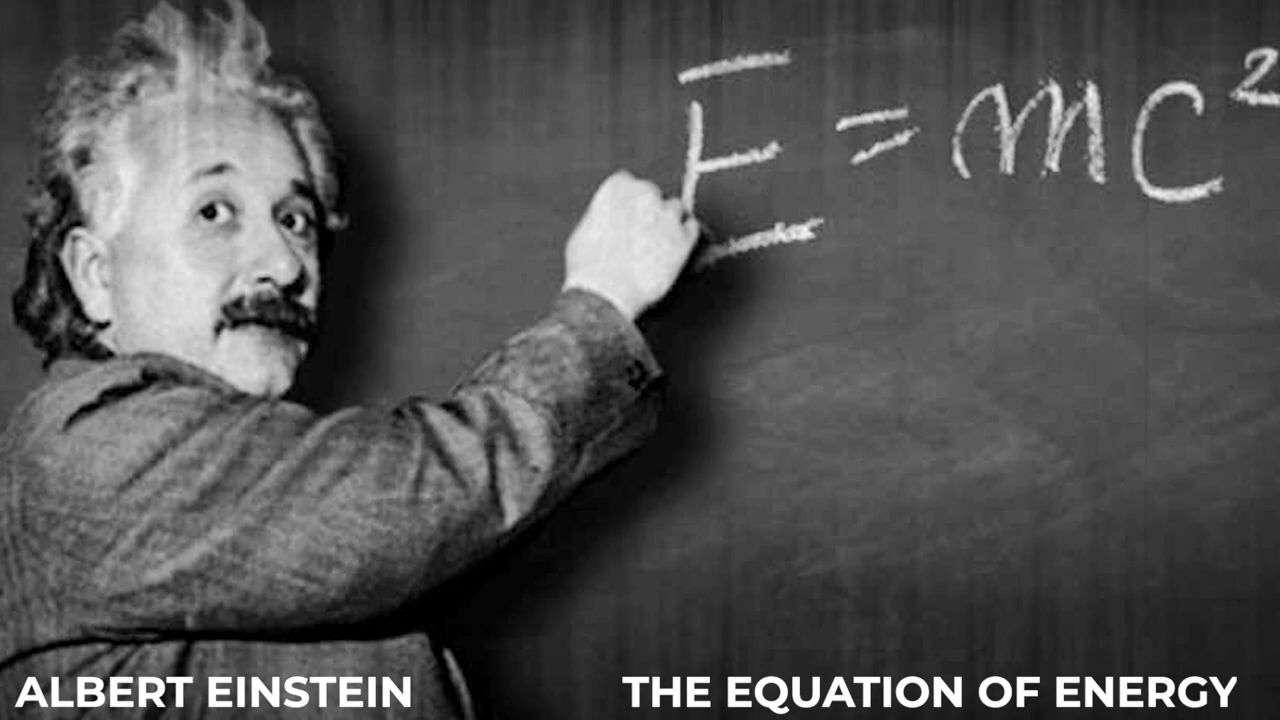 E = mc²
ALBERT EINSTEIN
THE EQUATION OF ENERGY